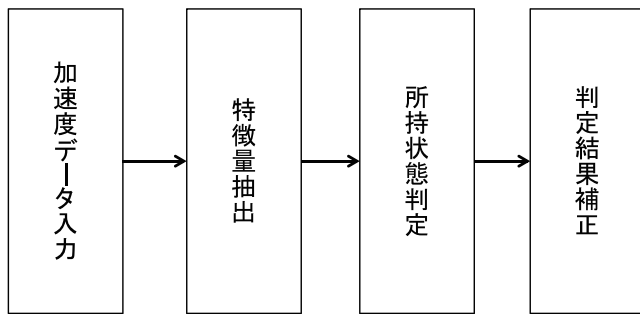 加速度データ入力
特徴量抽出
所持状態判定
判定結果補正